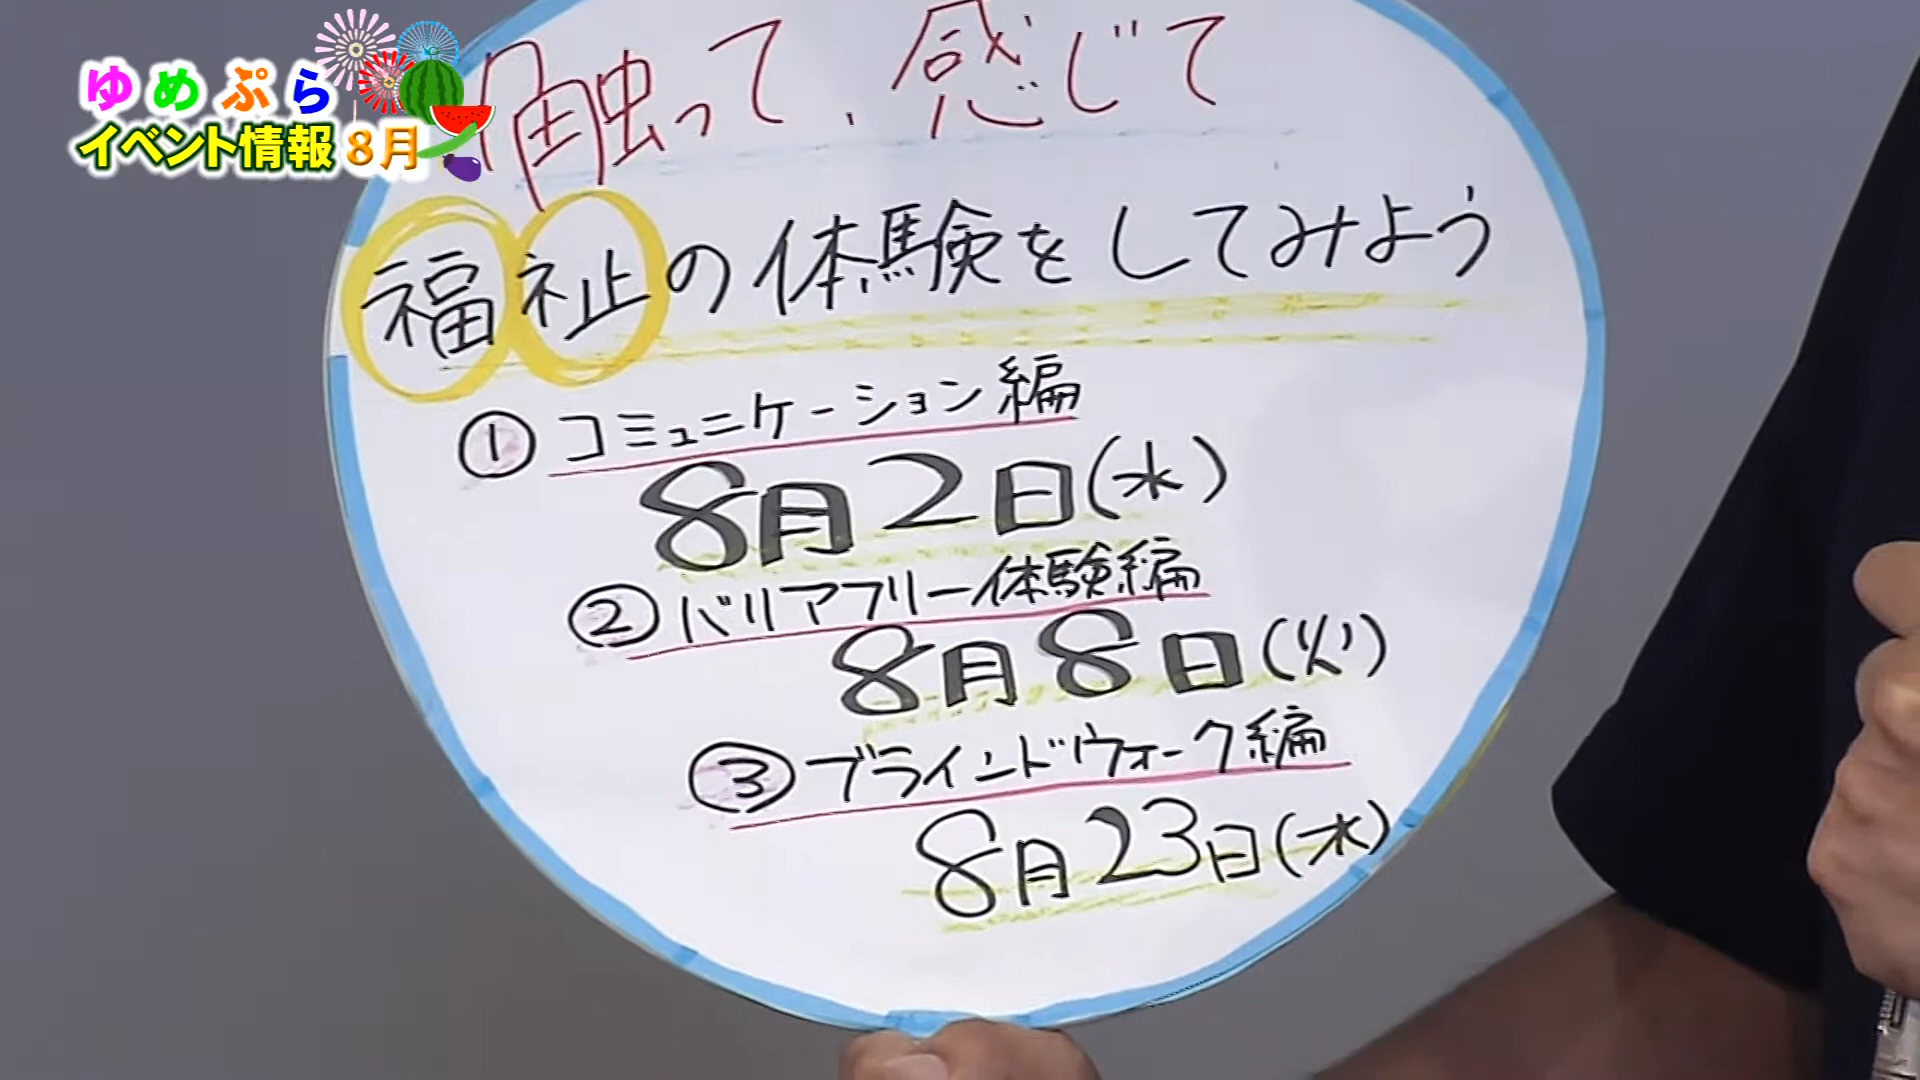 ゆめぷら
イベント情報8月
触って、感じて
福祉の体験をしてみよう
①コミュニケーション編
8月2日(水)
②バリアフリー体験編
8月8日(火)
③ブラインドウォーク編
8月23日(水)